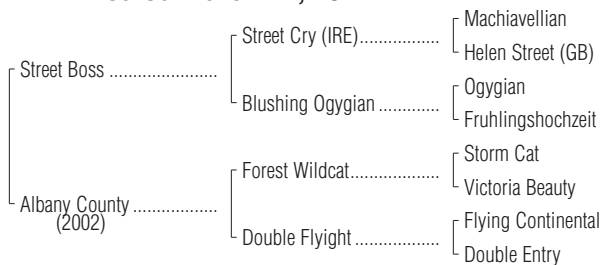 Machiavellian
Street Cry (IRE)..................
Helen Street (GB)
Street Boss ........................
Ogygian
Blushing Ogygian .............
Fruhlingshochzeit
Storm Cat
Forest Wildcat....................
Victoria Beauty
Albany County ...................
(2002)
Flying Continental
Double Flyight ...................
Double Entry